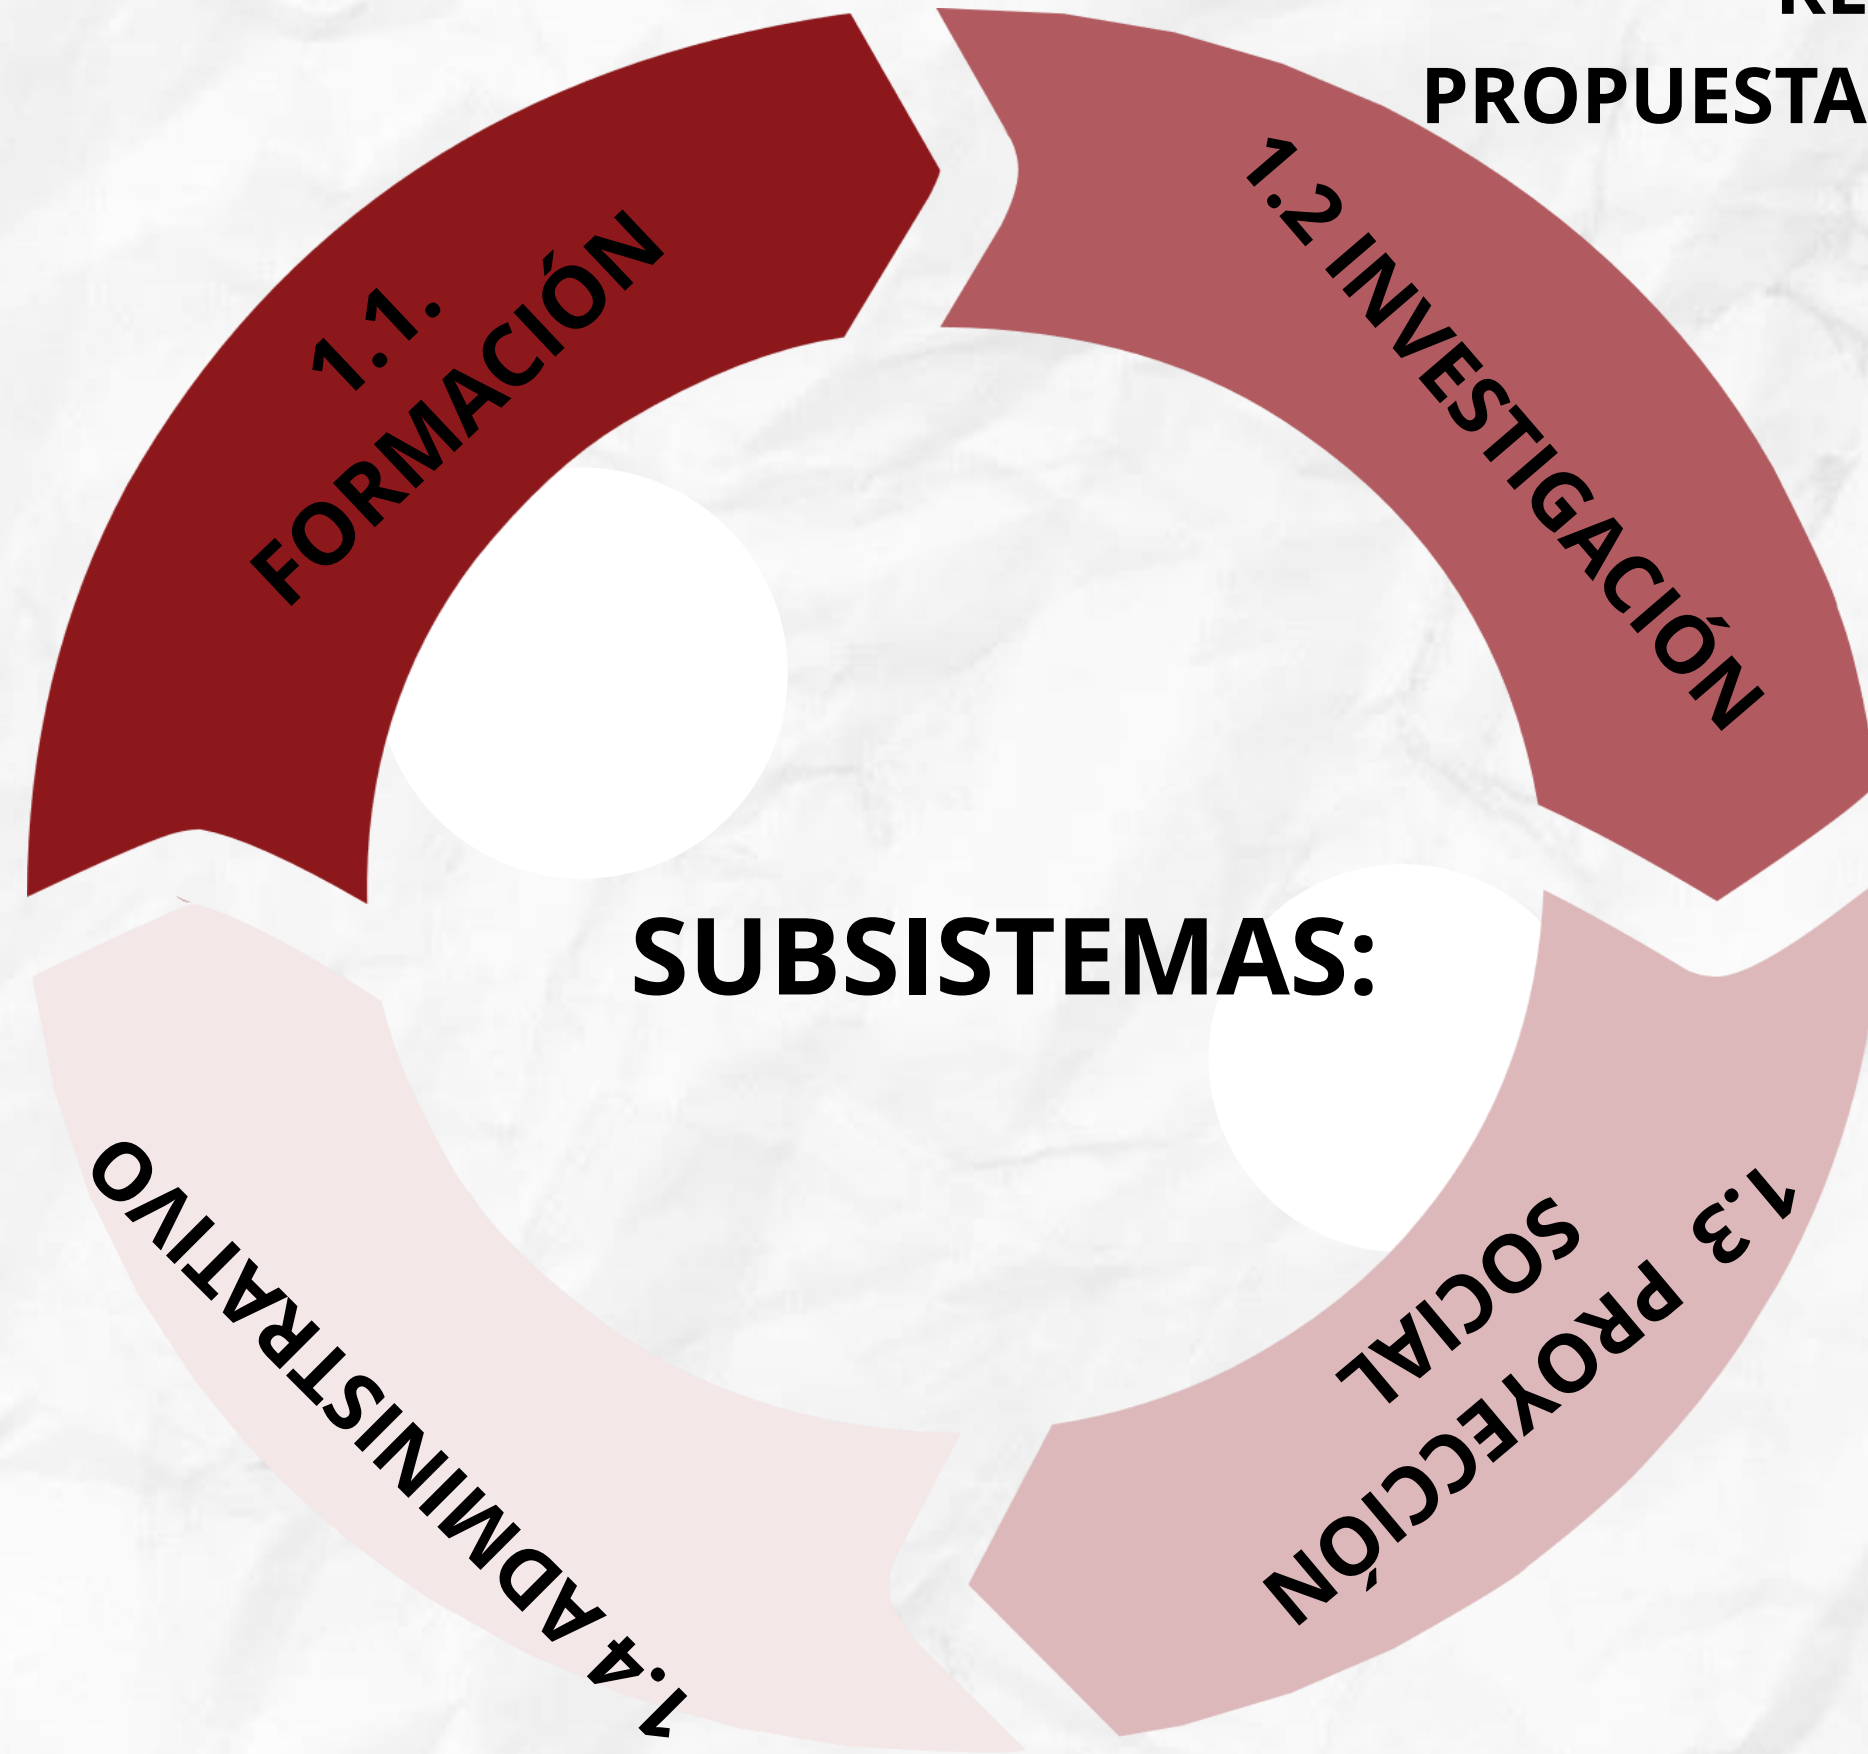 PROPUESTA
1.1.
FORMACIÓN
1.2 INVESTIGACIÓN
SUBSISTEMAS:
1.3 PROYECCIÓN
SOCIAL
1.4 ADMINISTRATIVO